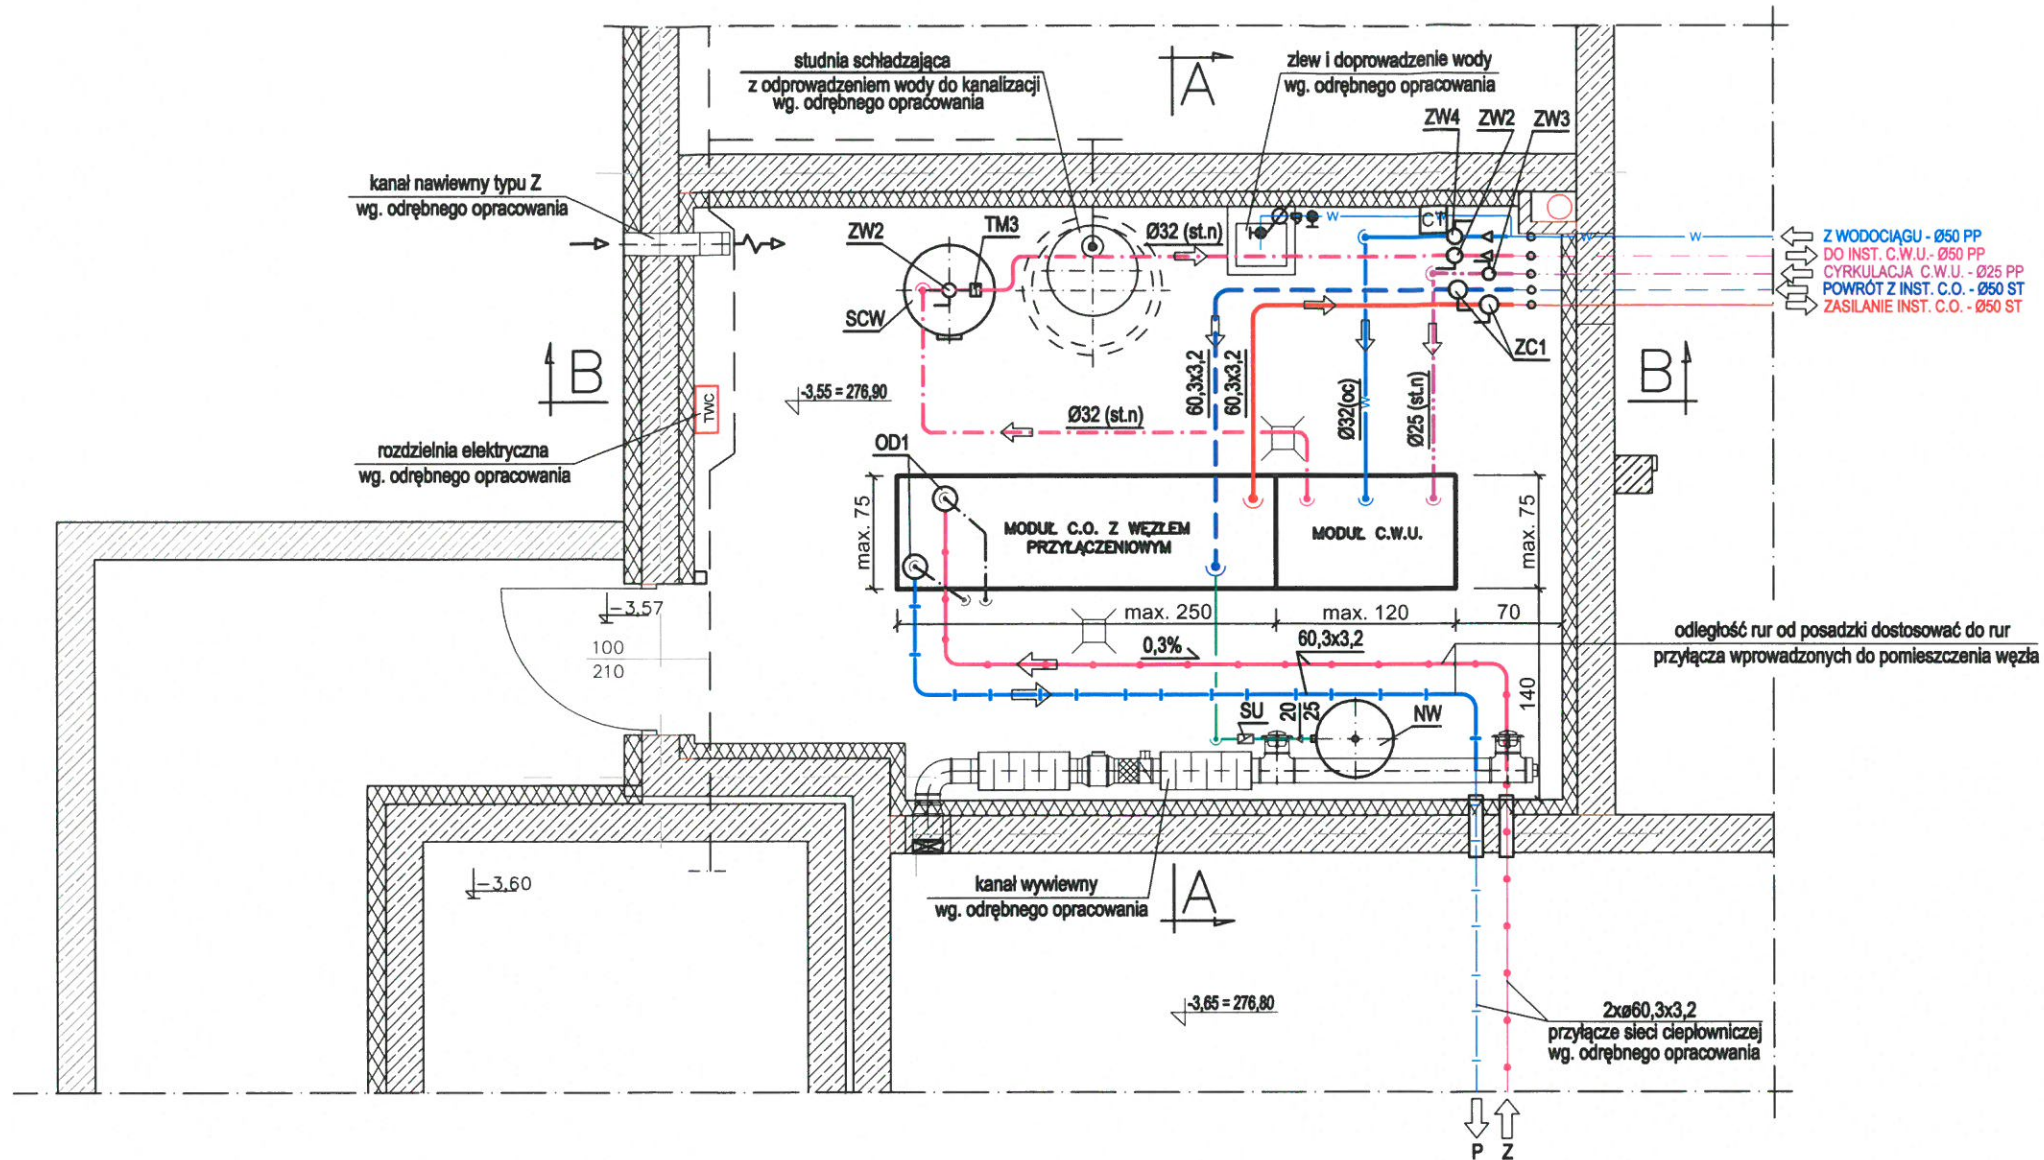 studnia schładzająca
z odprowadzeniem wody do kanalizacji
wg. odrębnego opracowania
A
zlew i doprowadzenie wody
wg. odrębnego opracowania
ZW4 ZW2 ZW3
kanał nawiewny typu Z
wg. odrębnego opracowania
ZW2
TM3
Ø32 (st.n)
W
CT
W
Z WODOCIĄGU - Ø50 PP
DO INST. C.W.U.- Ø50 PP
CYRKULACJA C.W.U. - Ø25 PP
POWRÓT Z INST. C.O. - Ø50 ST
ZASILANIE INST. C.O. - Ø50 ST
SCW
ZC1
B
B
60,3x3,2
60,3x3,2
Ø32(oc)
W
Ø25 (st.n)
-3,55 = 276,90
TWC
Ø32 (st.n)
rozdzielnia elektryczna
wg. odrębnego opracowania
OD1
max. 75
MODUŁ C.O. Z WĘZŁEM
PRZYŁĄCZENIOWYM
MODUŁ C.W.U.
max. 75
-3,57
max. 250
max. 120
70
100
210
0,3%
60,3x3,2
odległość rur od posadzki dostosować do rur
przyłącza wprowadzonych do pomieszczenia węzła
140
SU
20
25
NW
-3,60
kanał wywiewny
wg. odrębnego opracowania
A
-3,65 = 276,80
2xø60,3x3,2
przyłącze sieci ciepłowniczej
wg. odrębnego opracowania
P Z